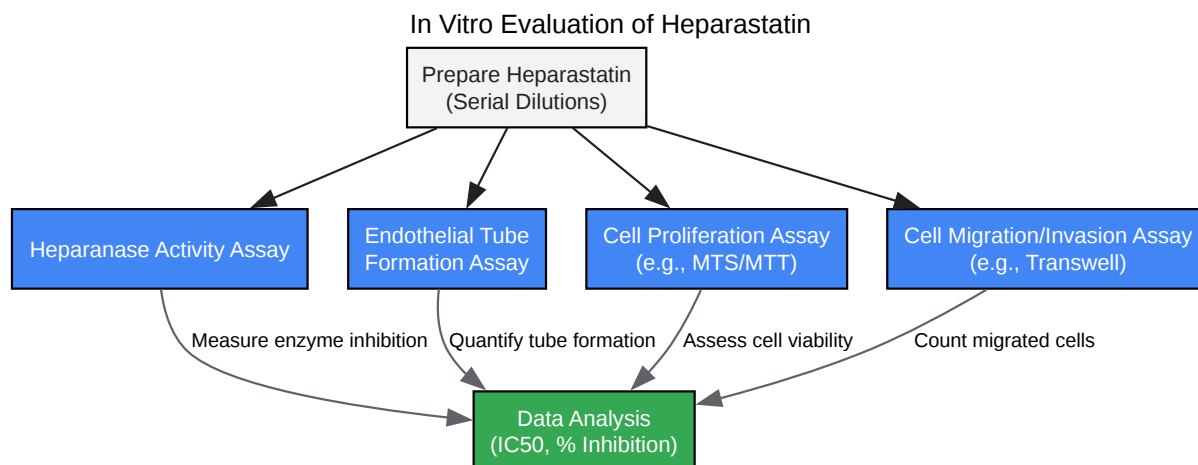 In Vitro Evaluation of Heparastatin
Prepare Heparastatin
(Serial Dilutions)
Heparanase Activity Assay
Endothelial Tube
Formation Assay
Cell Proliferation Assay
(e.g., MTS/MTT)
Cell Migration/Invasion Assay
(e.g., Transwell)
Measure enzyme inhibition
Quantify tube formation
Assess cell viability
Count migrated cells
Data Analysis
(IC50, % Inhibition)